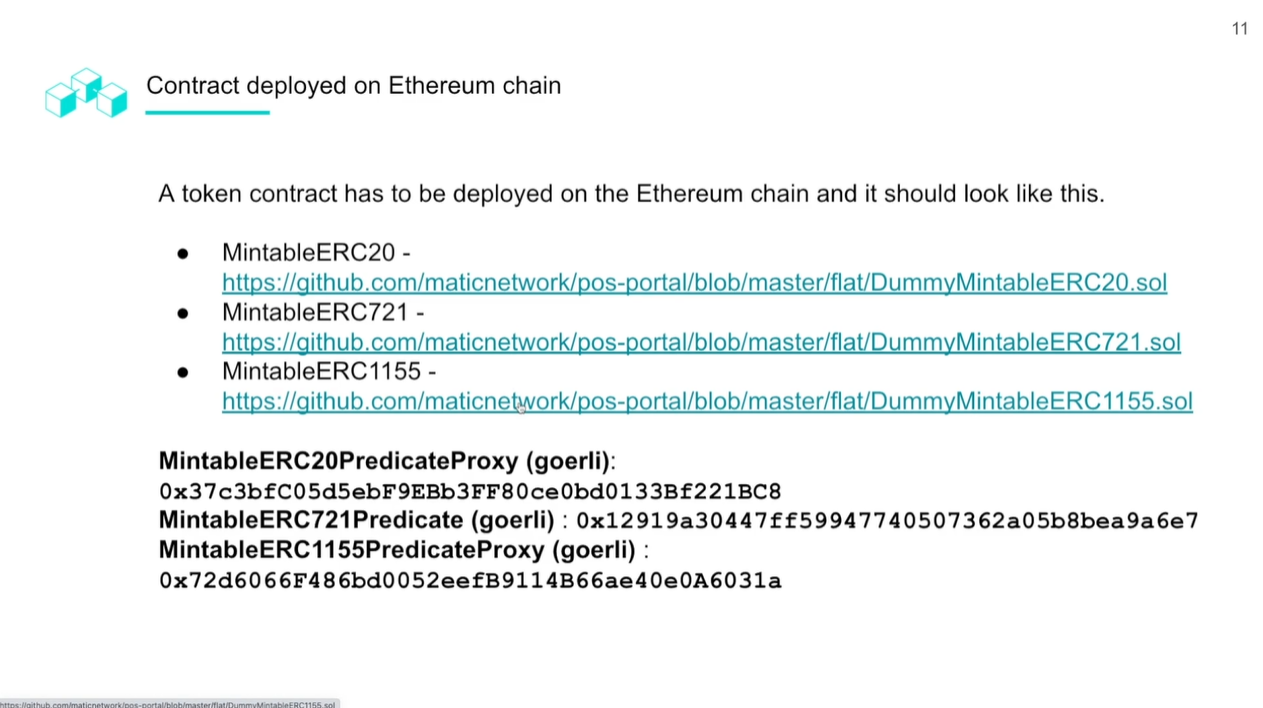 11
Contract deployed on Ethereum chain
A token contract has to be deployed on the Ethereum chain and it should look like this.
● MintableERC20 -
https://github.com/maticnetwork/pos-portal/blob/master/flat/DummyMintableERC20.sol
● MintableERC721 -
https://github.com/maticnetwork/pos-portal/blob/master/flat/DummyMintableERC721.sol
● MintableERC1155 -
https://github.com/maticnetwork/pos-portal/blob/master/flat/DummyMintableERC1155.sol
MintableERC20PredicateProxy (goerli):
0x37c3bfC05d5ebF9EBb3FF80ce0bd0133Bf221BC8
MintableERC721Predicate (goerli) : 0x12919a30447ff59947740507362a05b8bea9a6e7
MintableERC1155PredicateProxy (goerli) :
0x72d6066F486bd0052eefB9114B66ae40e0A6031a
https://github.com/maticnetwork/pos-portal/blob/master/flat/DummyMintableERC1155.sol